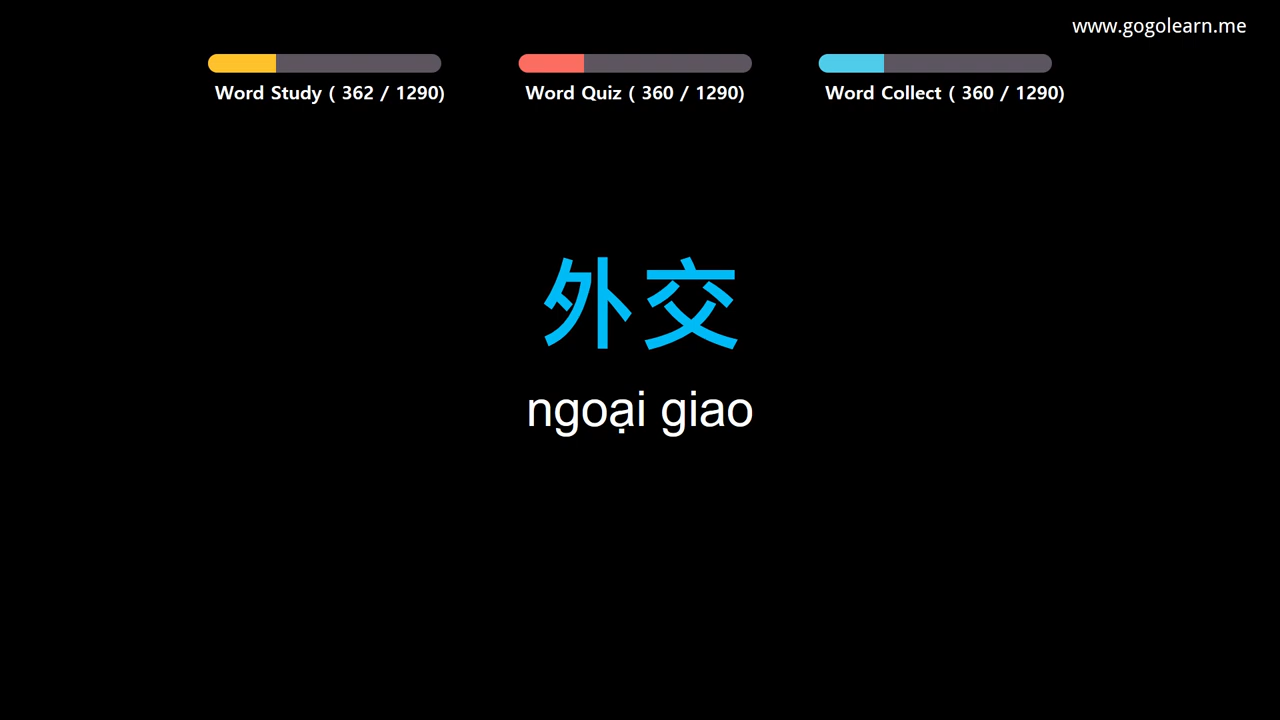 www.gogolearn.me
Word Study ( 362 / 1290)
Word Quiz ( 360 / 1290)
Word Collect ( 360 / 1290)
外交
ngoại giao